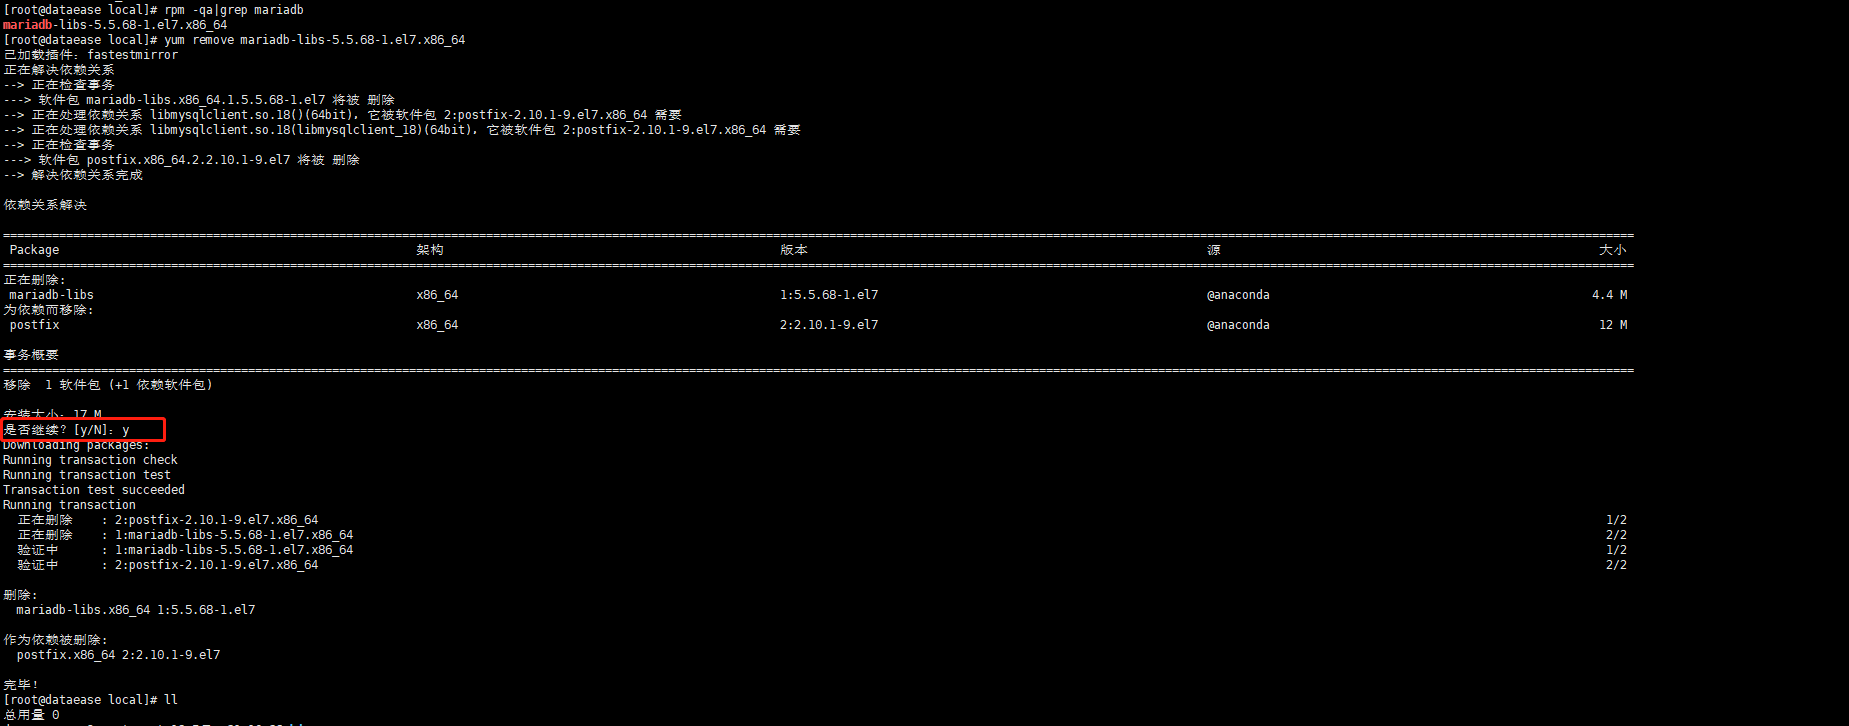 [root@dataease local]# rpm -qa|grep mariadb
mariadb-libs-5.5.68-1.el7.x86_64
[root@dataease local]# yum remove mariadb-libs-5.5.68-1.el7.x86_64
已加载插件：fastestmirror
正在解决依赖关系
--> 正在检查事务
---> 软件包 mariadb-libs.x86_64.1.5.5.68-1.el7 将被 删除
--> 正在处理依赖关系 libmysqlclient.so.18()(64bit)，它被软件包 2:postfix-2.10.1-9.el7.x86_64 需要
--> 正在处理依赖关系 libmysqlclient.so.18(libmysqlclient_18)(64bit)，它被软件包 2:postfix-2.10.1-9.el7.x86_64 需要
--> 正在检查事务
---> 软件包 postfix.x86_64.2.2.10.1-9.el7 将被 删除
--> 解决依赖关系完成
依赖关系解决
Package 架构 版本 源 大小
正在删除:
mariadb-libs x86_64 1:5.5.68-1.el7 @anaconda 4.4 M
为依赖而移除:
postfix x86_64 2:2.10.1-9.el7 @anaconda 12 M
事务概要
移除  1 软件包 (+1 依赖软件包)
安装大小：17 M
是否继续？[y/N]：y
Downloading packages:
Running transaction check
Running transaction test
Transaction test succeeded
Running transaction
正在删除    : 2:postfix-2.10.1-9.el7.x86_64 1/2
正在删除    : 1:mariadb-libs-5.5.68-1.el7.x86_64 2/2
验证中      : 1:mariadb-libs-5.5.68-1.el7.x86_64 1/2
验证中      : 2:postfix-2.10.1-9.el7.x86_64 2/2
删除:
mariadb-libs.x86_64 1:5.5.68-1.el7
作为依赖被删除:
postfix.x86_64 2:2.10.1-9.el7
完毕！
[root@dataease local]# ll
总用量 0